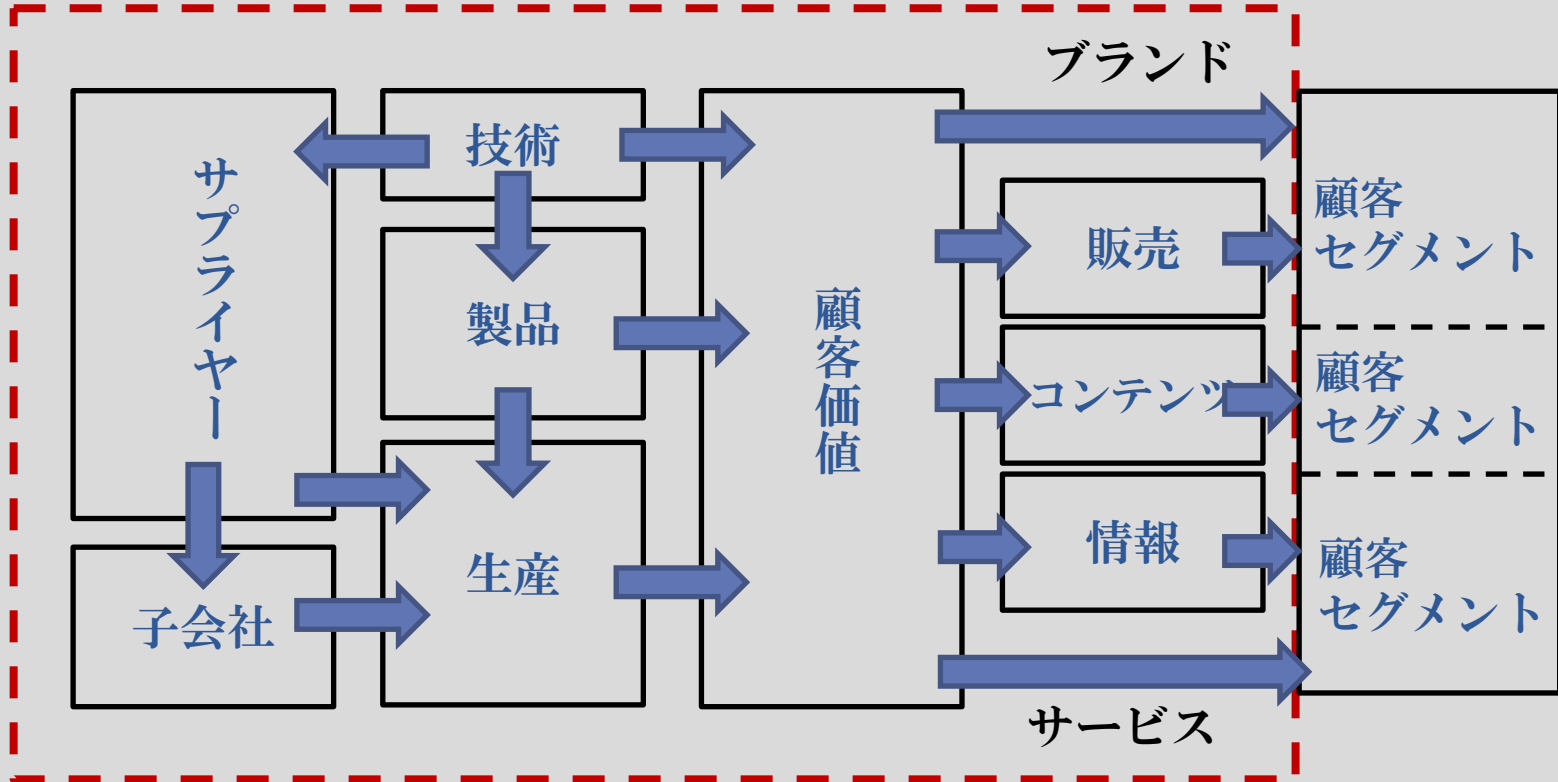 ブランド
サプライヤー
技術
製品
生産
子会社
顧客価値
販売
コンテンツ
情報
サービス
顧客
セグメント
顧客
セグメント
顧客
セグメント